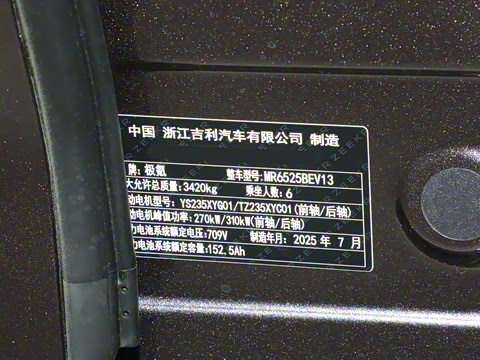 中国 浙江吉利汽车有限公司 制造
牌:极氪 整车型号:MR6525BEV13
大允许总质量:3420kg 乘坐人数:6
动电机型号:YS235XYG01/TZ235XYC01(前轴/后轴)
动电机峰值功率:270kW/310kW(前轴/后轴)
力电池系统额定电压:709V 制造年月:2025 年 7 月
力电池系统额定容量:152.5Ah